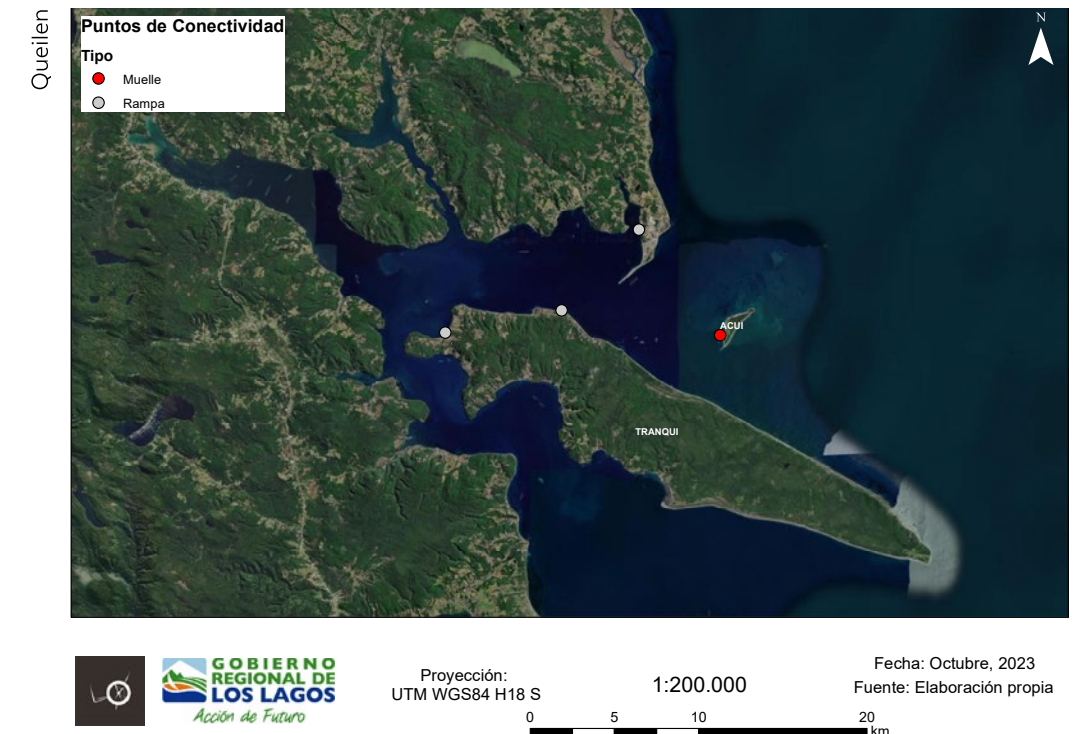 Queilen
Puntos de Conectividad
Tipo
Muelle
Rampa
N
ACUI
TRANQUI
GOBIERNO
REGIONAL DE
LOS LAGOS
Acción de Futuro
Proyección:
UTM WGS84 H18 S
1:200.000
Fecha: Octubre, 2023
Fuente: Elaboración propia
0 5 10 20
km